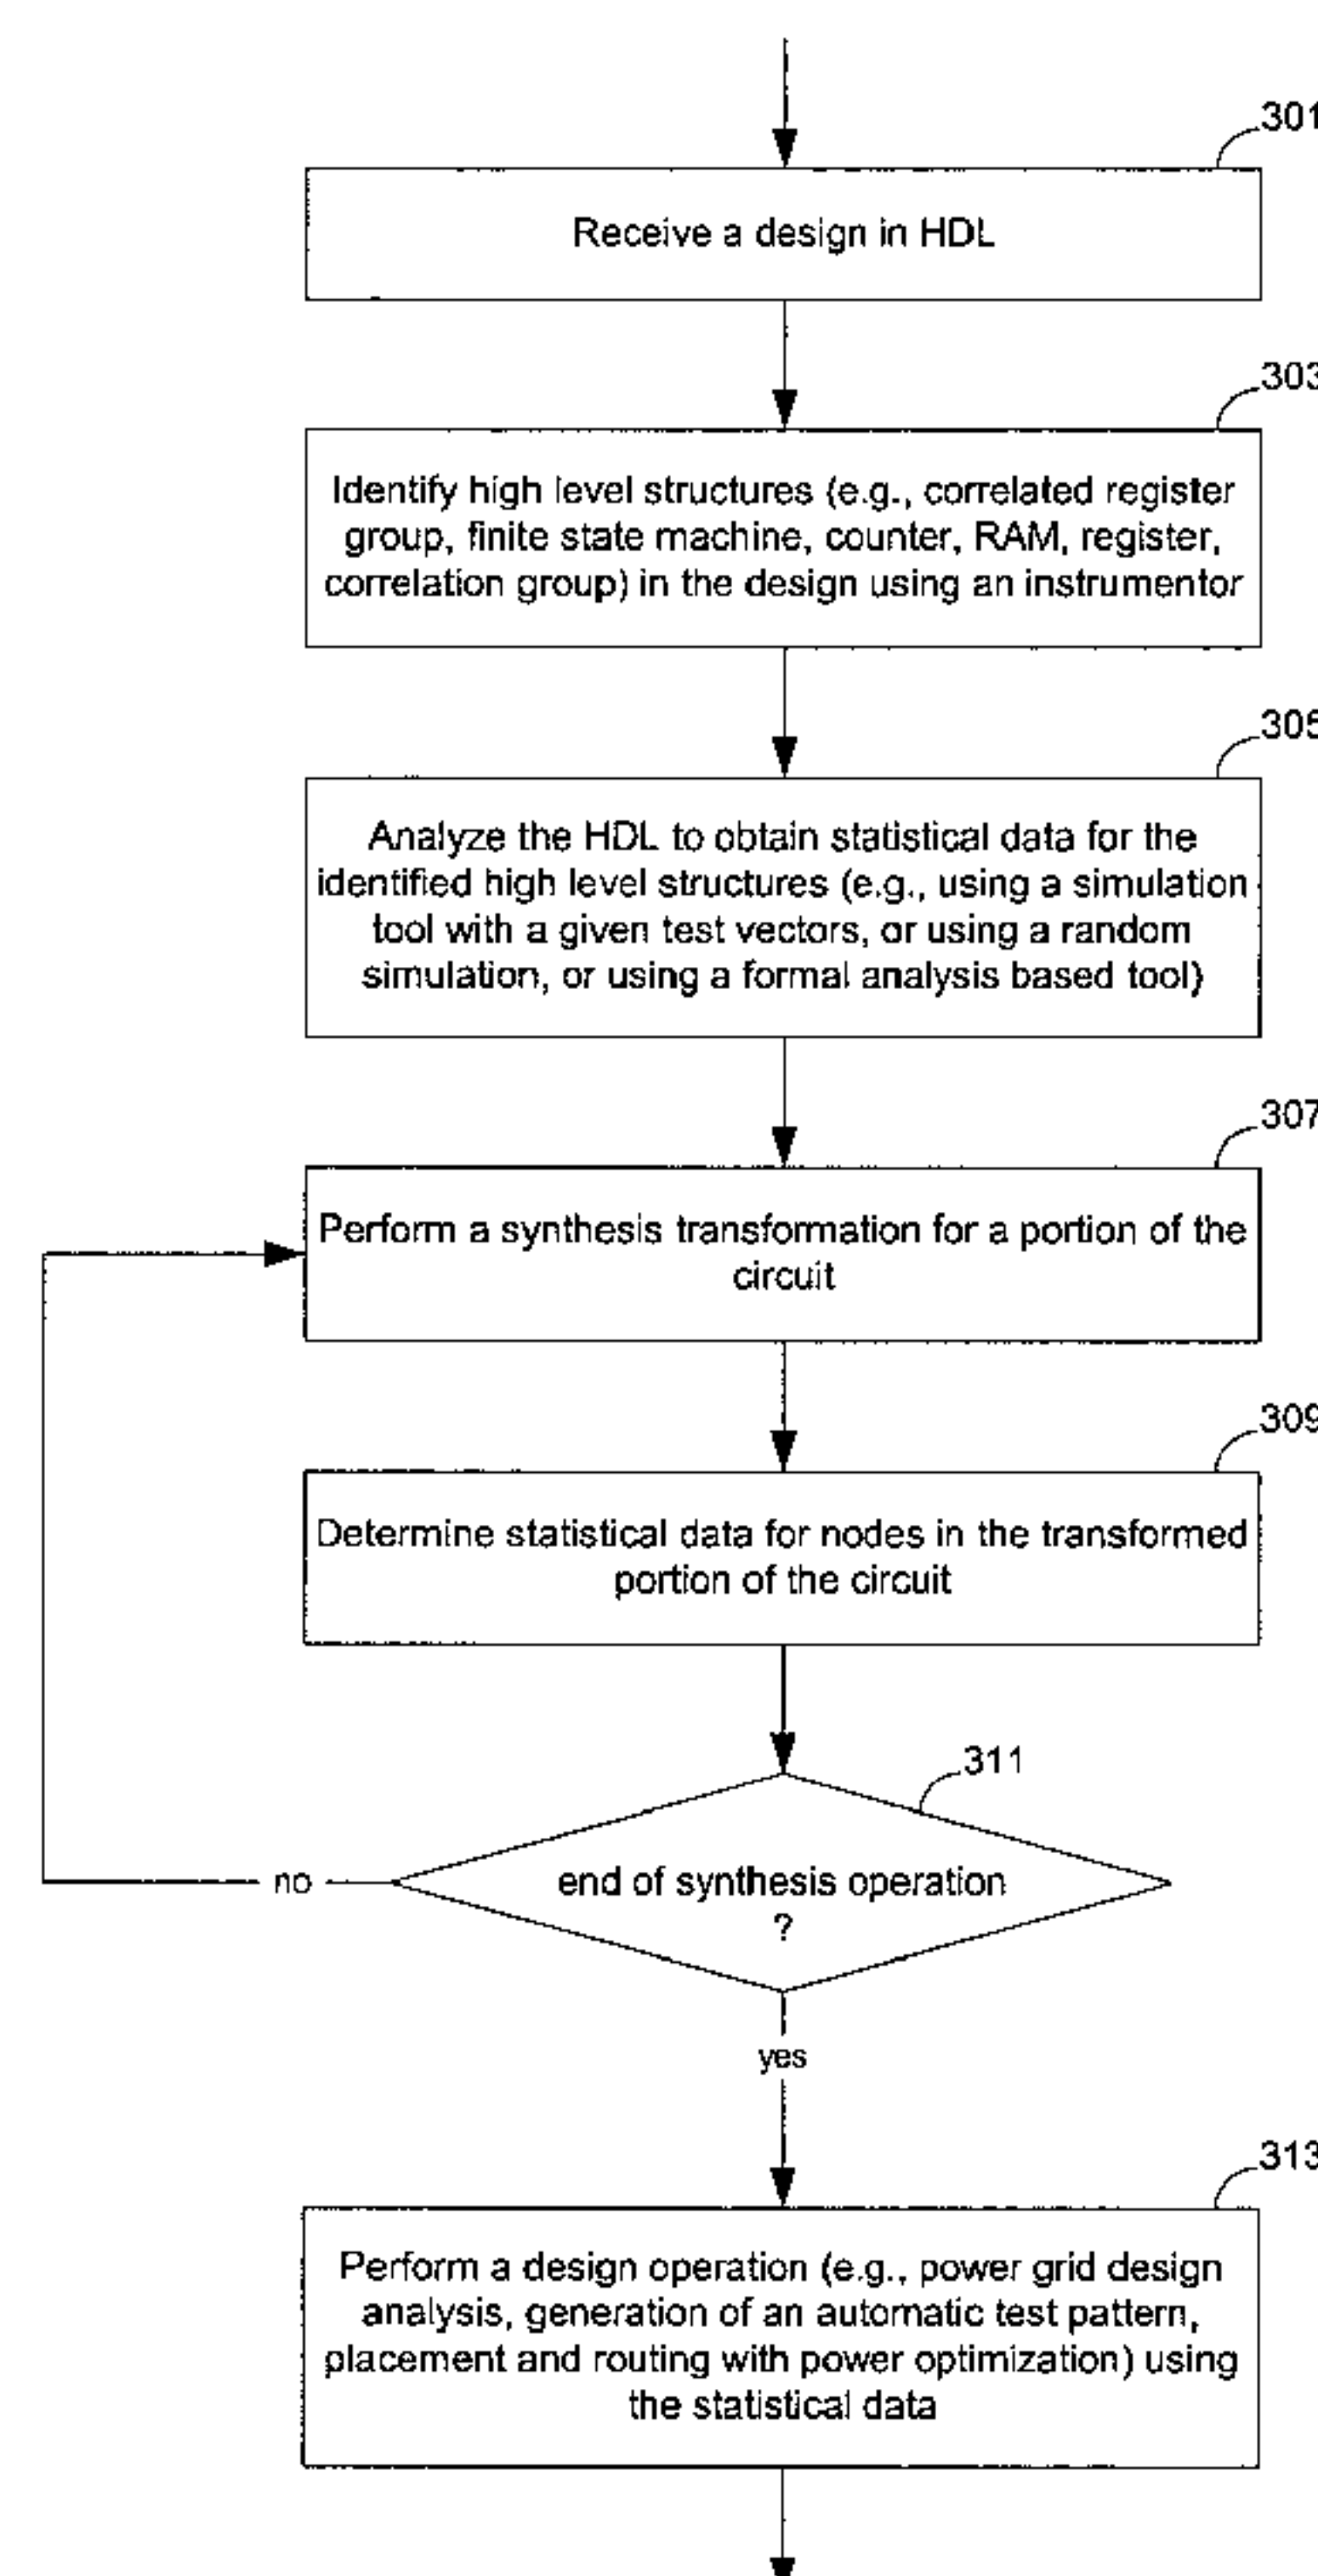 301
Receive a design in HDL
303
Identify high level structures (e.g., correlated register
group, finite state machine, counter, RAM, register,
correlation group) in the design using an instrumentor
305
Analyze the HDL to obtain statistical data for the
identified high level structures (e.g., using a simulation
tool with a given test vectors, or using a random
simulation, or using a formal analysis based tool)
307
Perform a synthesis transformation for a portion of the
circuit
309
Determine statistical data for nodes in the transformed
portion of the circuit
311
end of synthesis operation
?
no
yes
313
Perform a design operation (e.g., power grid design
analysis, generation of an automatic test pattern,
placement and routing with power optimization) using
the statistical data